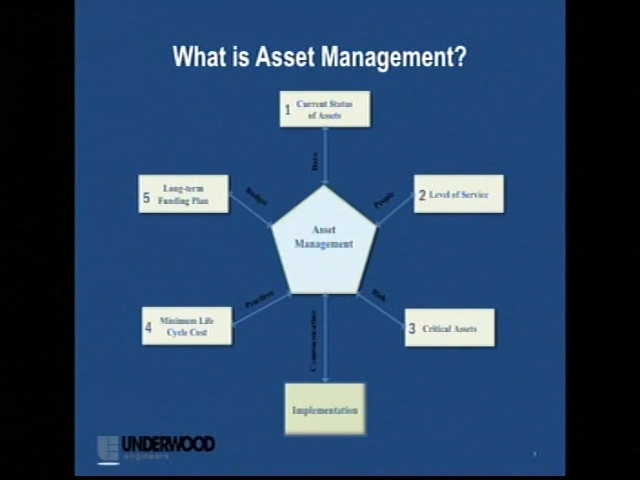 What is Asset Management?
1 Current Status
of Assets
Data
5 Long-term
Funding Plan
Budget
People
2 Level of Service
Asset
Management
Practices
Risk
4 Minimum Life
Cycle Cost
Communication
3 Critical Assets
Implementation
UNDERWOOD
engineers